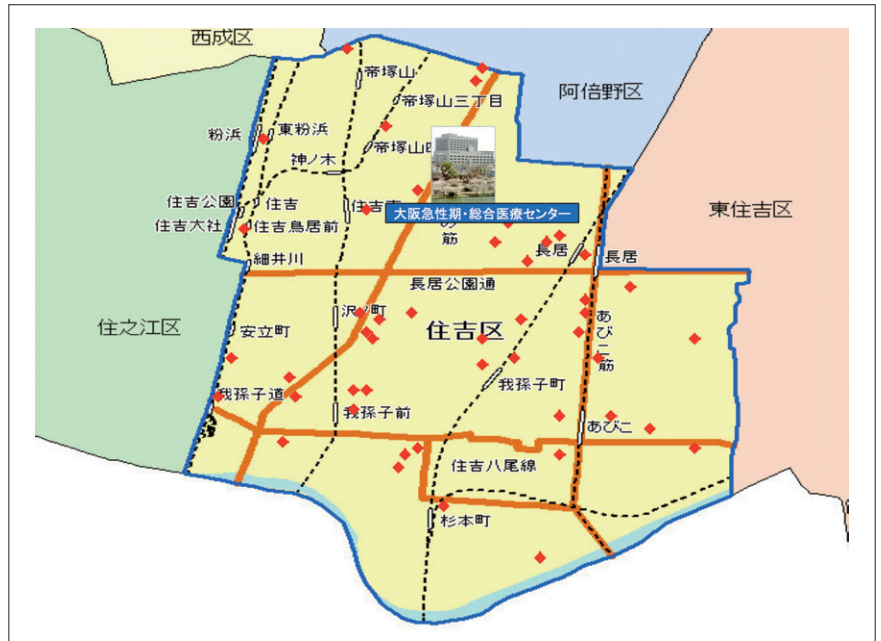 西成区
帝塚山
阿倍野区
帝塚山三丁目
粉浜
東粉浜
帝塚山四
神ノ木
住吉公園
住吉
住吉
東住吉区
大阪急性期・総合医療センター
住吉大社
住吉鳥居前
の筋
長居
長居
細井川
長居公園通
沢ノ町
あびこ筋
住之江区
安立町
住吉区
我孫子道
我孫子町
我孫子前
あびこ
住吉八尾線
杉本町